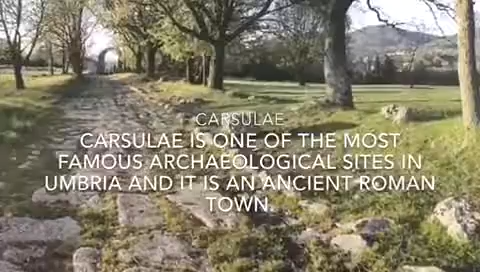 CARSULAE
CARSULAE IS ONE OF THE MOST
FAMOUS ARCHAEOLOGICAL SITES IN
UMBRIA AND IT IS AN ANCIENT ROMAN
TOWN.